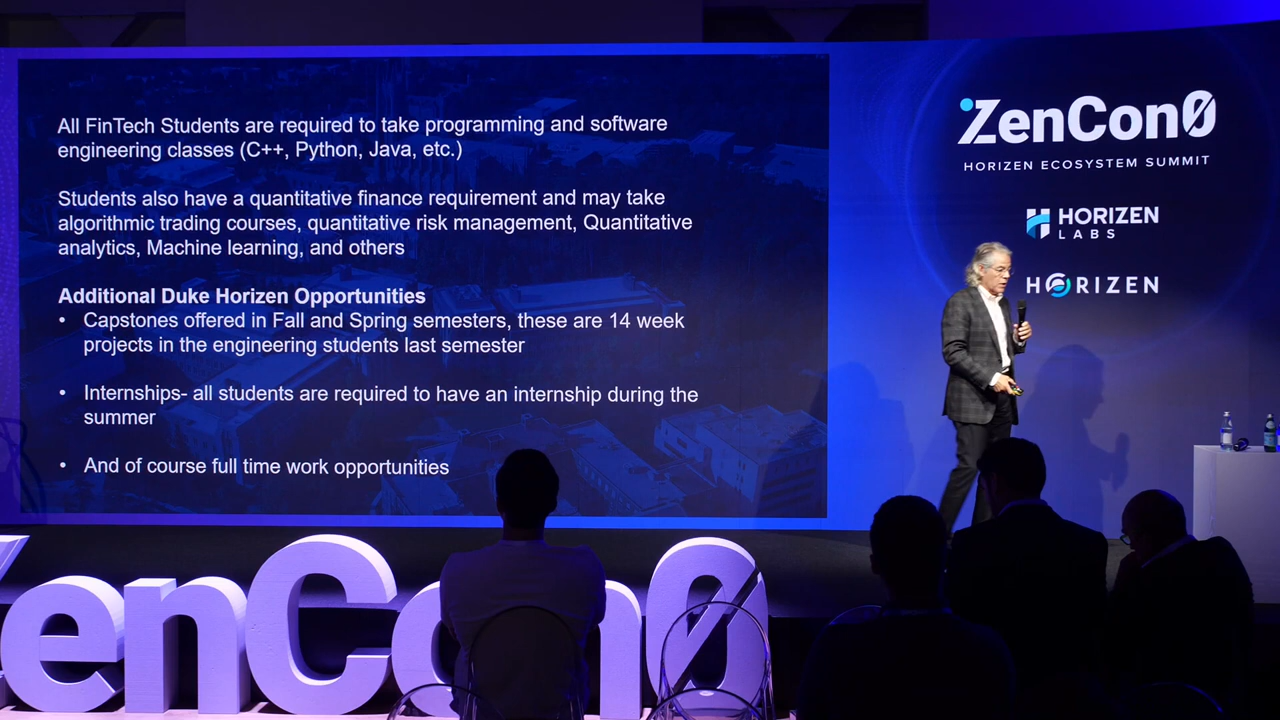 All FinTech Students are required to take programming and software
engineering classes (C++, Python, Java, etc.)
Students also have a quantitative finance requirement and may take
algorithmic trading courses, quantitative risk management, Quantitative
analytics, Machine learning, and others
Additional Duke Horizen Opportunities
• Capstones offered in Fall and Spring semesters, these are 14 week
projects in the engineering students last semester
• Internships- all students are required to have an internship during the
summer
• And of course full time work opportunities
ZenCon0
HORIZEN ECOSYSTEM SUMMIT
HORIZEN
LABS
HORIZEN
ZenCon0